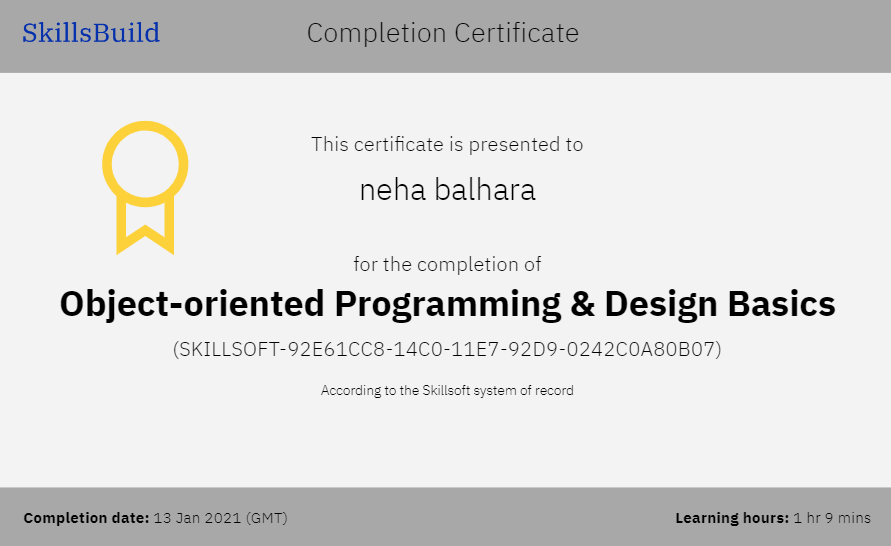 SkillsBuild
Completion Certificate
This certificate is presented to
neha balhara
for the completion of
Object-oriented Programming & Design Basics
(SKILLSOFT-92E61CC8-14C0-11E7-92D9-0242C0A80B07)
According to the Skillsoft system of record
Completion date: 13 Jan 2021 (GMT)
Learning hours: 1 hr 9 mins